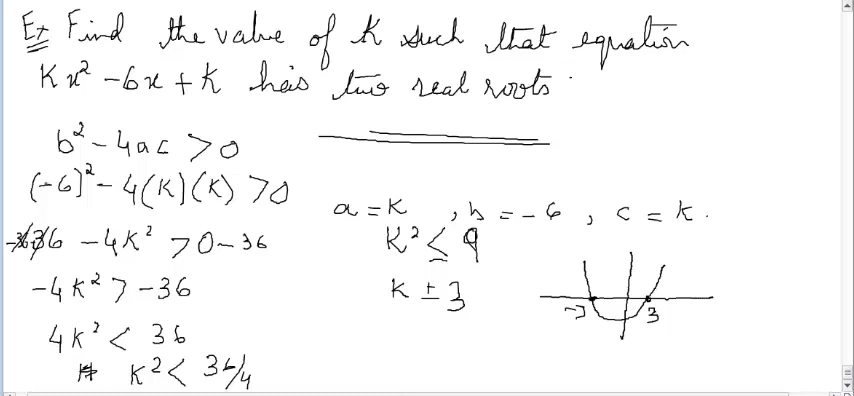 Ex Find the value of K such that equation
Kx² - 6x + k has two real roots.
b² - 4ac > 0
(-6)² - 4(K)(K) > 0
-36+36 - 4K² > 0 - 36
-4K² > -36
4K² < 36
K² < 36/4
a = K , b = -6 , c = K.
K² ≤ 9
K ± 3
-3 3